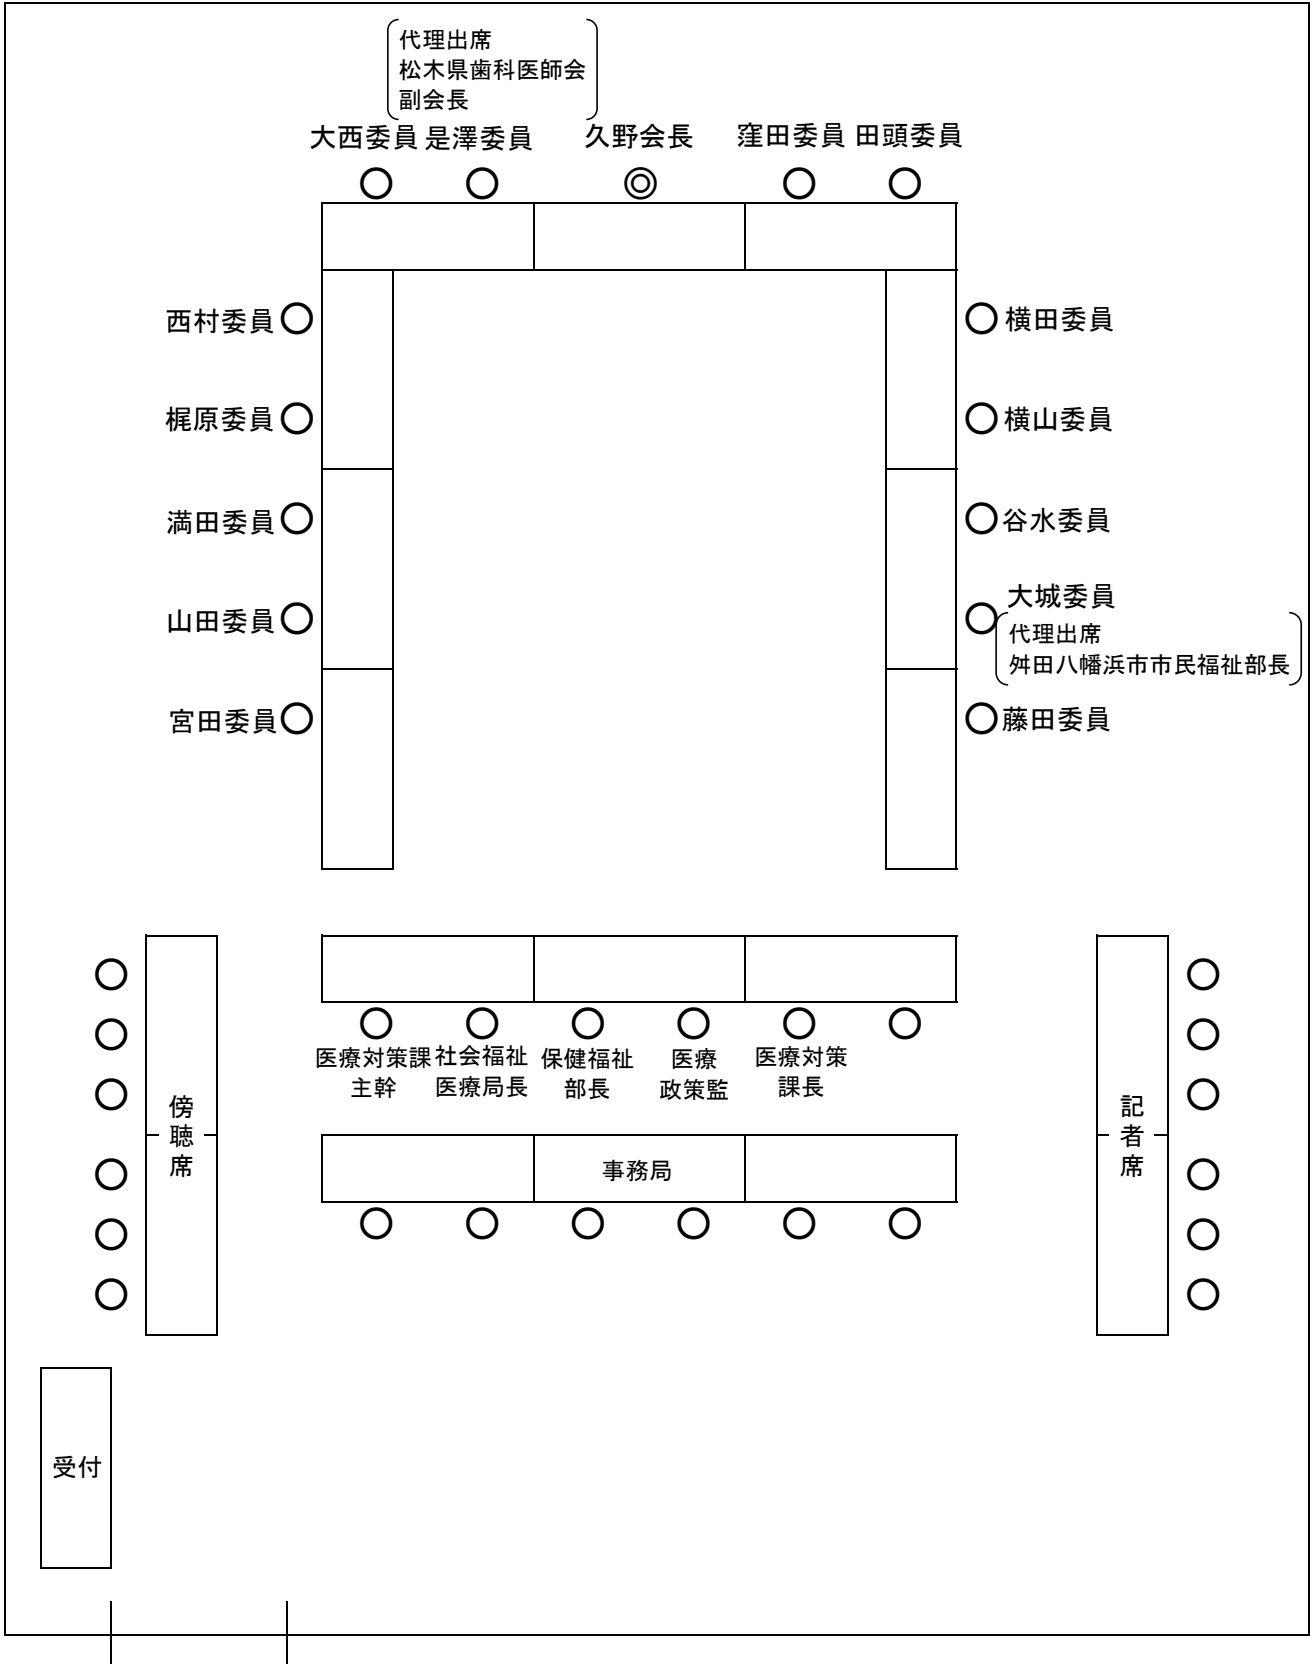 代理出席
松木県歯科医師会
副会長
大西委員 是澤委員 久野会長 窪田委員 田頭委員
西村委員 横田委員
梶原委員 横山委員
満田委員 谷水委員
大城委員
山田委員 代理出席
舛田八幡浜市市民福祉部長
宮田委員 藤田委員
医療対策課 社会福祉 保健福祉 医療 医療対策
主幹 医療局長 部長 政策監 課長
傍聴席
記者席
事務局
受付